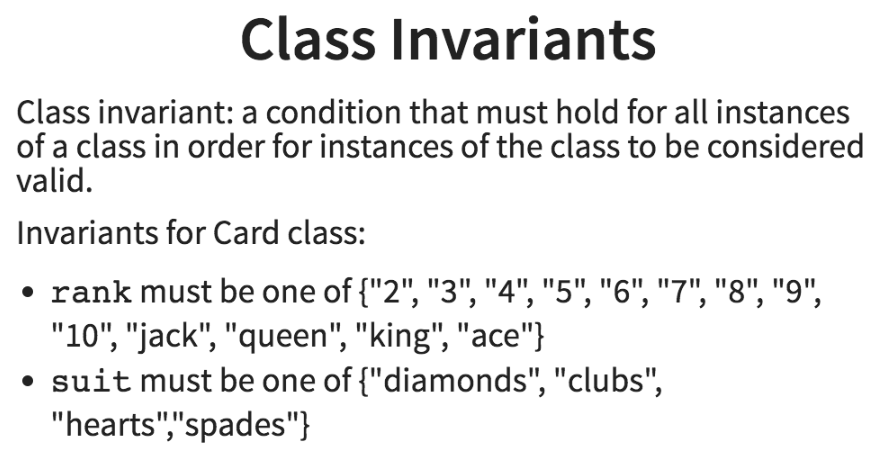 Class Invariants
Class invariant: a condition that must hold for all instances
of a class in order for instances of the class to be considered
valid.
Invariants for Card class:
• rank must be one of {"2", "3", "4", "5", "6", "7", "8", "9",
"10", "jack", "queen", "king", "ace"}
• suit must be one of {"diamonds", "clubs",
"hearts","spades"}